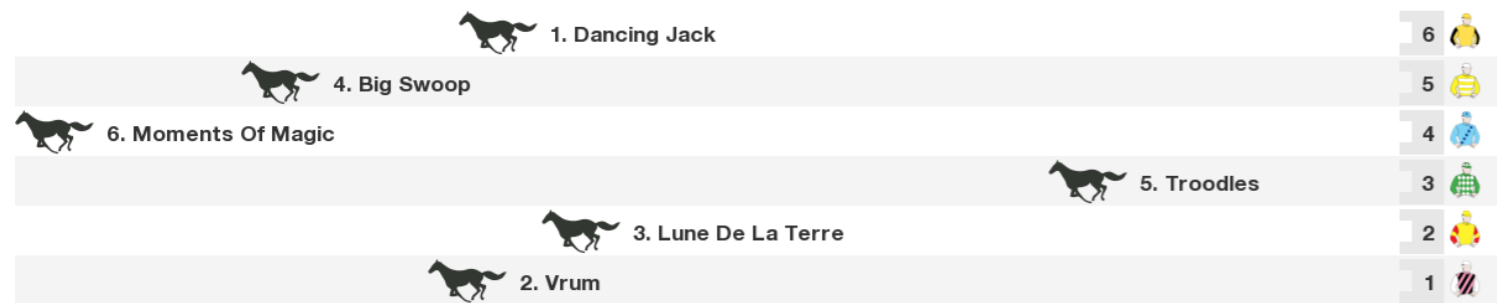 1. Dancing Jack 6
4. Big Swoop 5
6. Moments Of Magic 4
5. Troodles 3
3. Lune De La Terre 2
2. Vrum 1